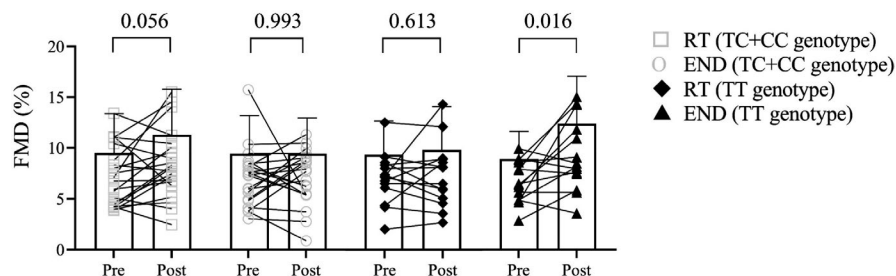 0.056 0.993 0.613 0.016
20
15
10
5
0
FMD (%)
Pre Post Pre Post Pre Post Pre Post
RT (TC+CC genotype)
END (TC+CC genotype)
RT (TT genotype)
END (TT genotype)